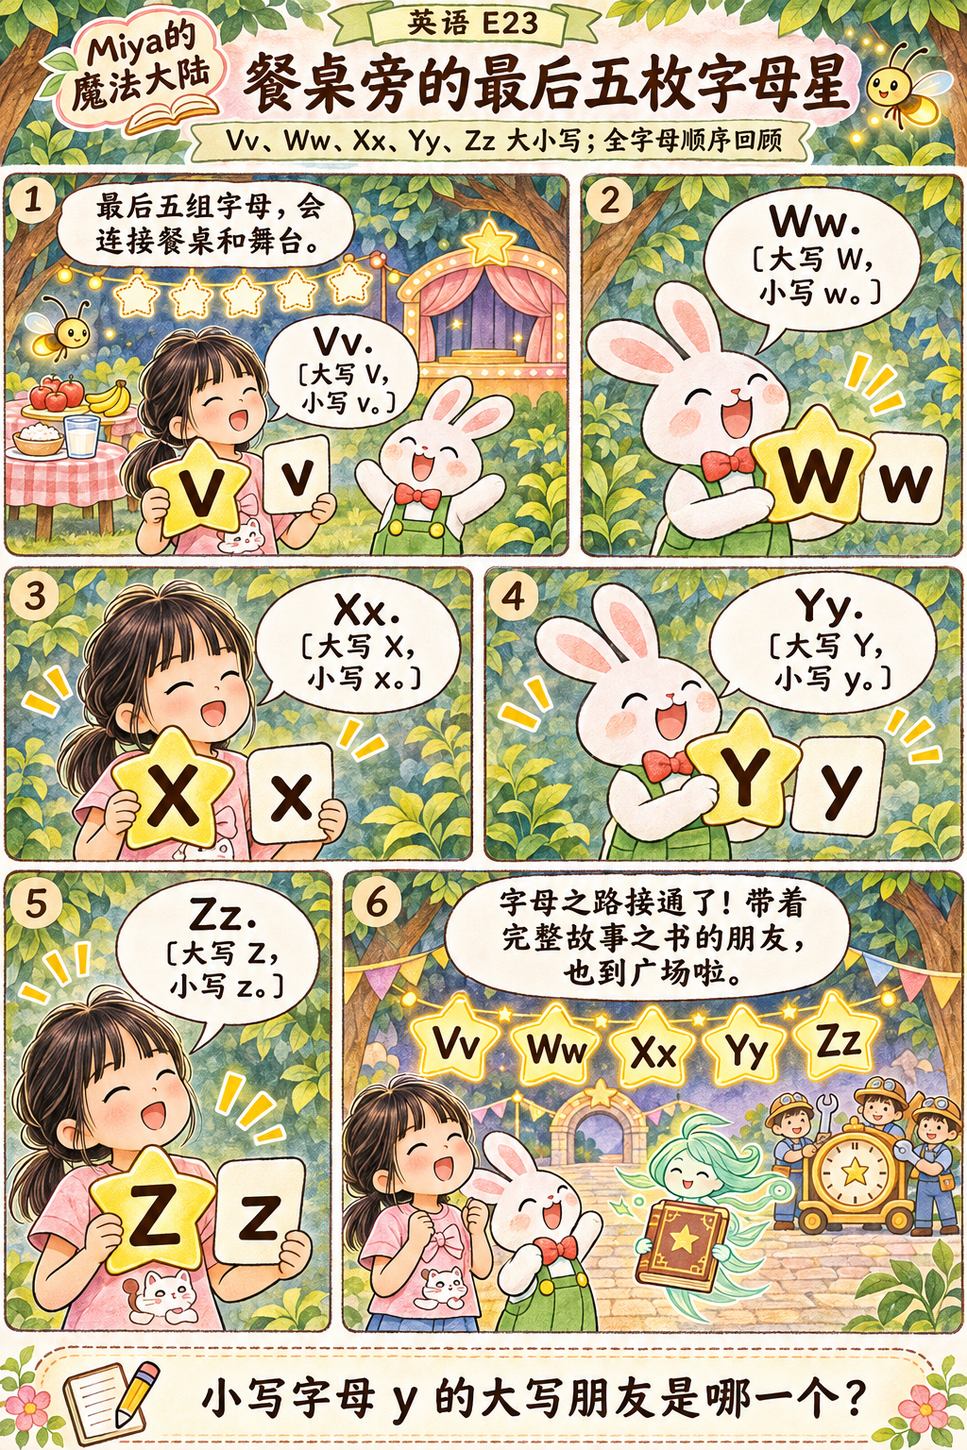 英语 E23
Miya的
魔法大陆
餐桌旁的最后五枚字母星
Vv、Ww、Xx、Yy、Zz 大小写；全字母顺序回顾
1
最后五组字母，会
连接餐桌和舞台。
Vv.
[大写 V，
小写 v。]
V
v
2
Ww.
[大写 W，
小写 w。]
W
w
3
Xx.
[大写 X，
小写 x。]
X
x
4
Yy.
[大写 Y，
小写 y。]
Y
y
5
Zz.
[大写 Z，
小写 z。]
Z
z
6
字母之路接通了！带着
完整故事之书的朋友，
也到广场啦。
Vv
Ww
Xx
Yy
Zz
小写字母 y 的大写朋友是哪一个？